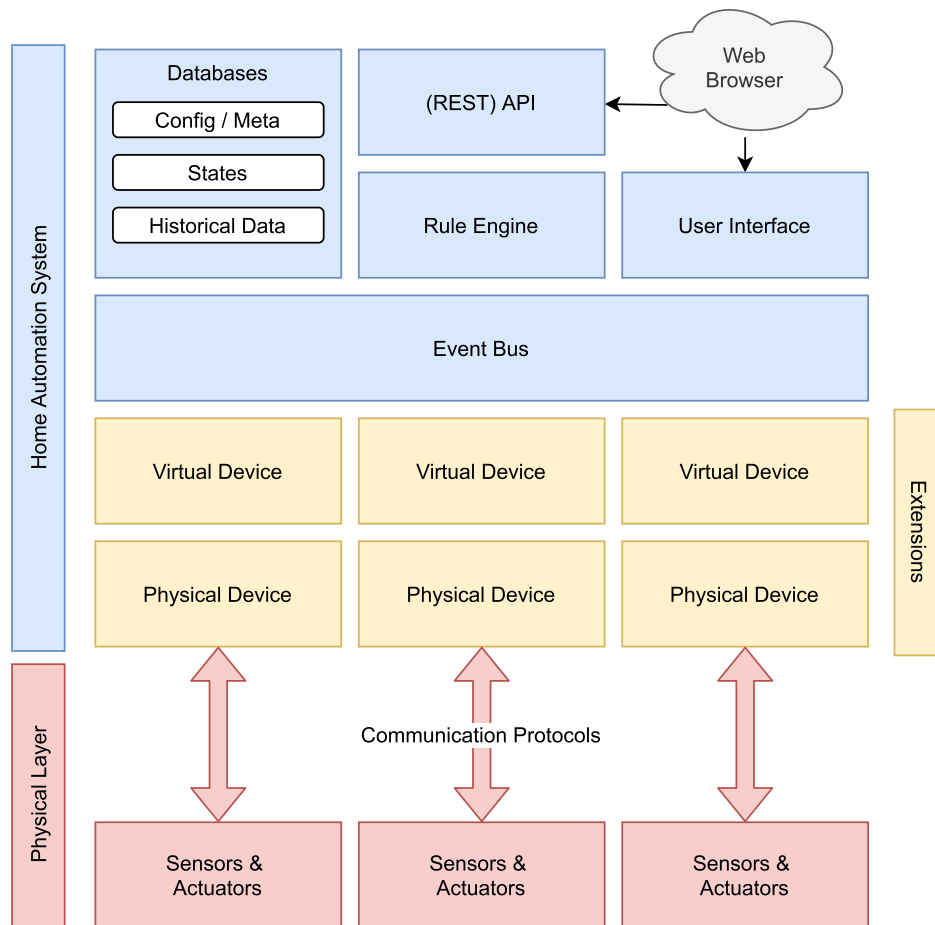 Home Automation System
Databases
Config / Meta
States
Historical Data
(REST) API
Web
Browser
Rule Engine
User Interface
Event Bus
Virtual Device
Virtual Device
Virtual Device
Extensions
Physical Device
Physical Device
Physical Device
Physical Layer
Communication Protocols
Sensors &
Actuators
Sensors &
Actuators
Sensors &
Actuators